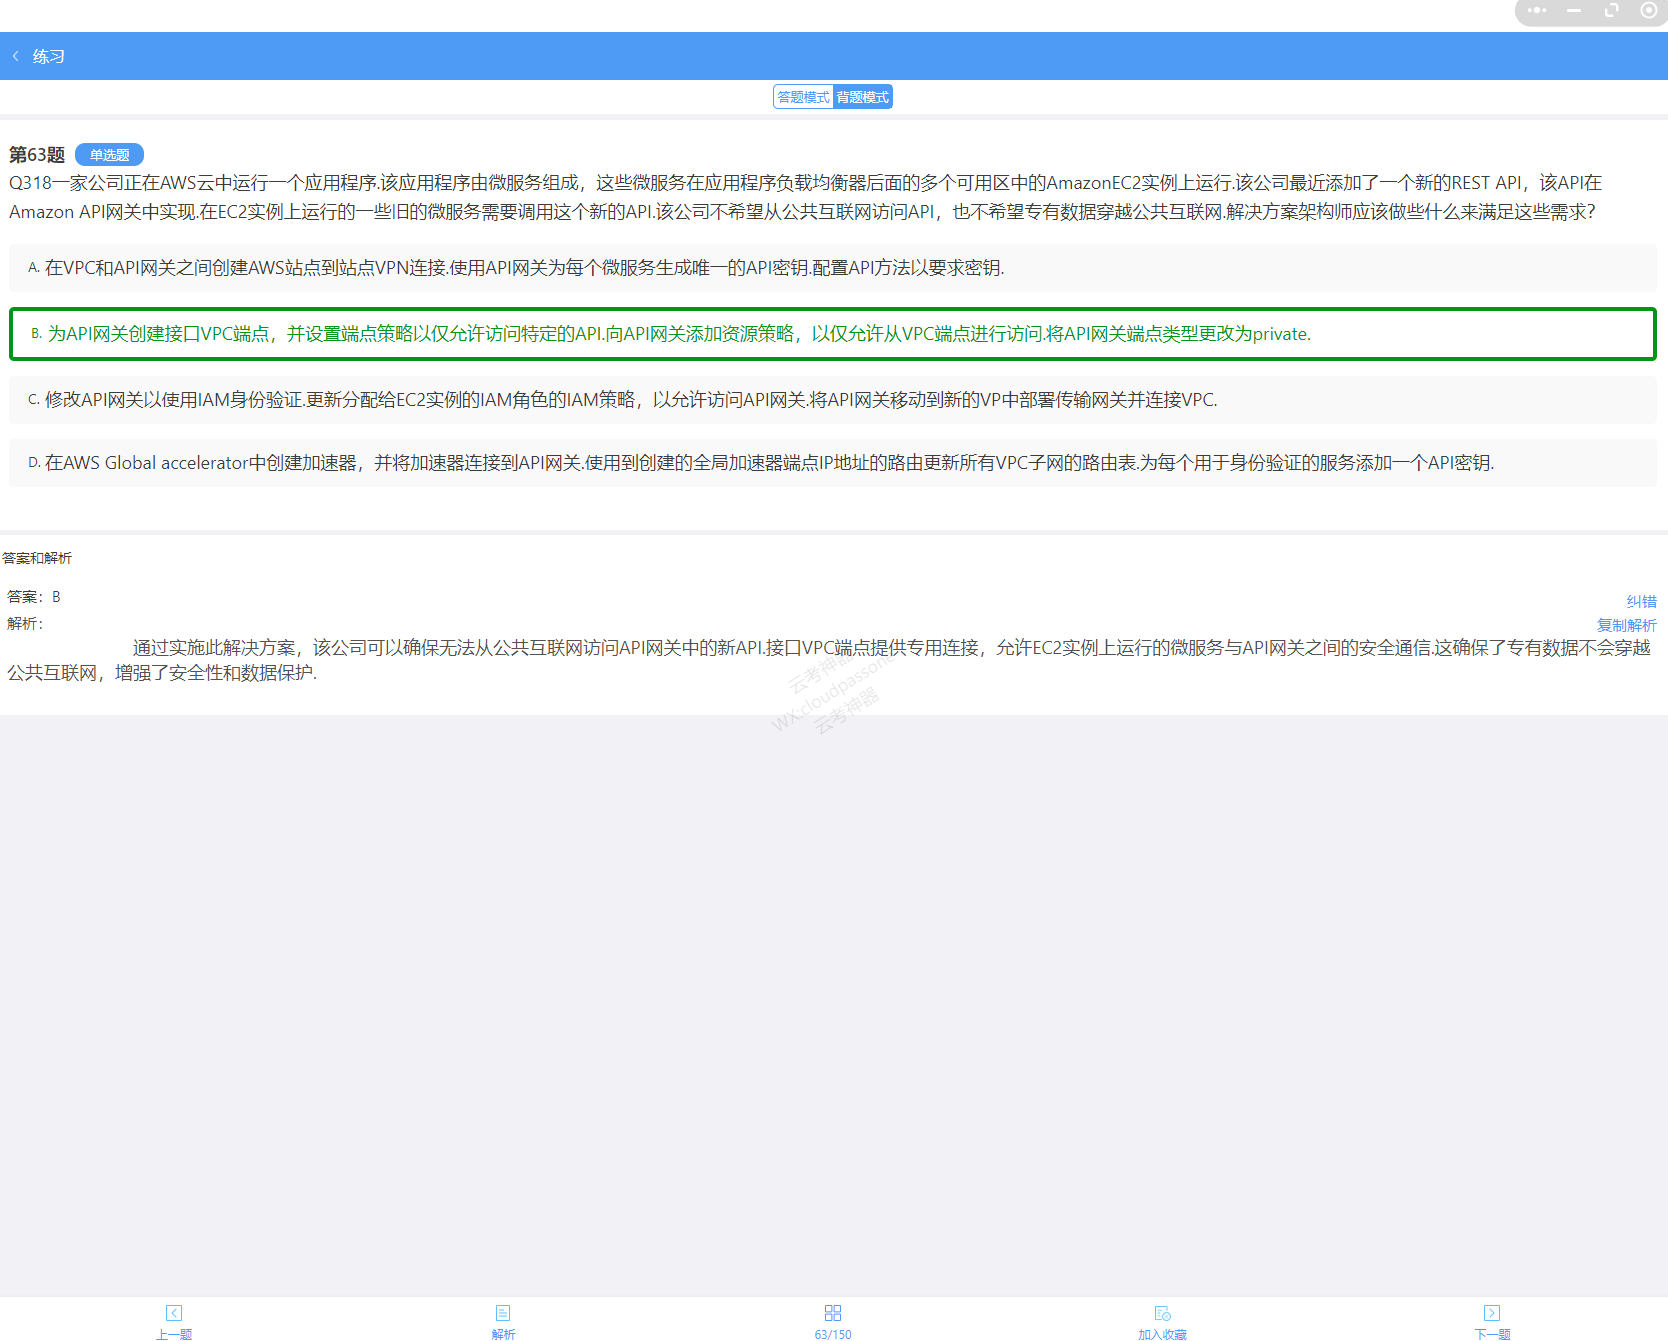 练习
答题模式 背题模式
第63题 单选题
Q318一家公司正在AWS云中运行一个应用程序.该应用程序由微服务组成，这些微服务在应用程序负载均衡器后面的多个可用区中的AmazonEC2实例上运行.该公司最近添加了一个新的REST API，该API在
Amazon API网关中实现.在EC2实例上运行的一些旧的微服务需要调用这个新的API.该公司不希望从公共互联网访问API，也不希望专有数据穿越公共互联网.解决方案架构师应该做些什么来满足这些需求？
A. 在VPC和API网关之间创建AWS站点到站点VPN连接.使用API网关为每个微服务生成唯一的API密钥.配置API方法以要求密钥.
B. 为API网关创建接口VPC端点，并设置端点策略以仅允许访问特定的API.向API网关添加资源策略，以仅允许从VPC端点进行访问.将API网关端点类型更改为private.
C. 修改API网关以使用IAM身份验证.更新分配给EC2实例的IAM角色的IAM策略，以允许访问API网关.将API网关移动到新的VP中部署传输网关并连接VPC.
D. 在AWS Global accelerator中创建加速器，并将加速器连接到API网关.使用到创建的全局加速器端点IP地址的路由更新所有VPC子网的路由表.为每个用于身份验证的服务添加一个API密钥.
答案和解析
答案：B
纠错
解析：
复制解析
通过实施此解决方案，该公司可以确保无法从公共互联网访问API网关中的新API.接口VPC端点提供专用连接，允许EC2实例上运行的微服务与API网关之间的安全通信.这确保了专有数据不会穿越
公共互联网，增强了安全性和数据保护.
云考神器
WX:cloudpassone
云考神器
上一题 解析 63/150 加入收藏 下一题